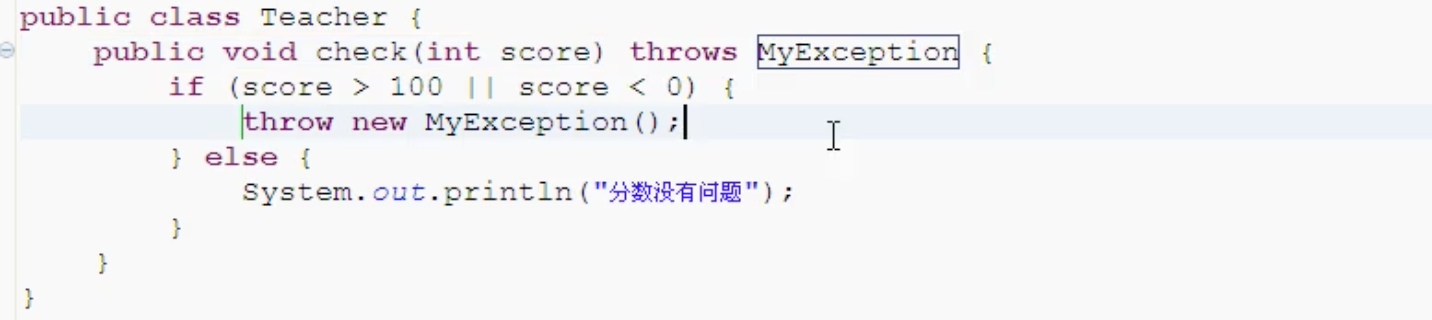 public class Teacher {
public void check(int score) throws MyException {
if (score > 100 || score < 0) {
throw new MyException();
} else {
System.out.println("分数没有问题");
}
}
}